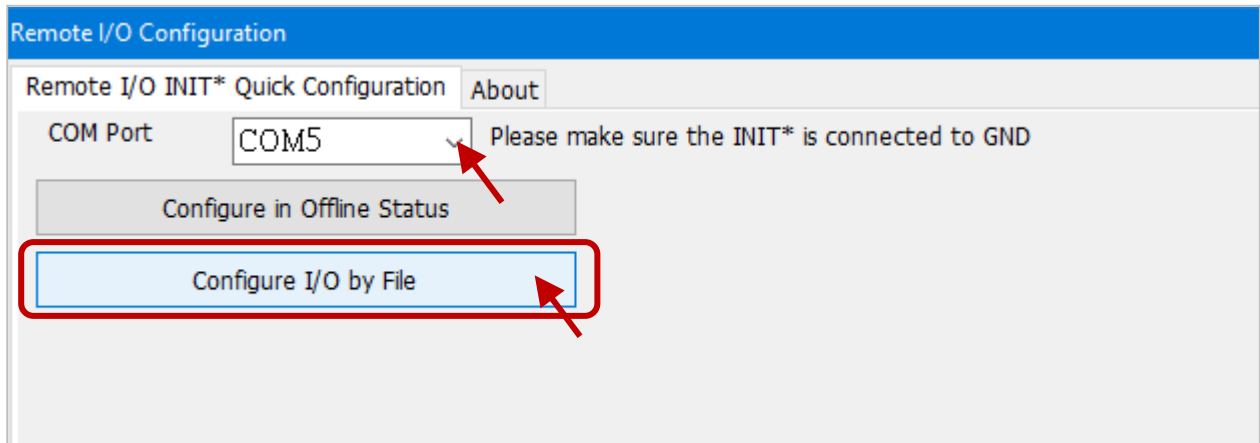 Remote I/O Configuration
Remote I/O INIT* Quick Configuration About
COM Port COM5 Please make sure the INIT* is connected to GND
Configure in Offline Status
Configure I/O by File